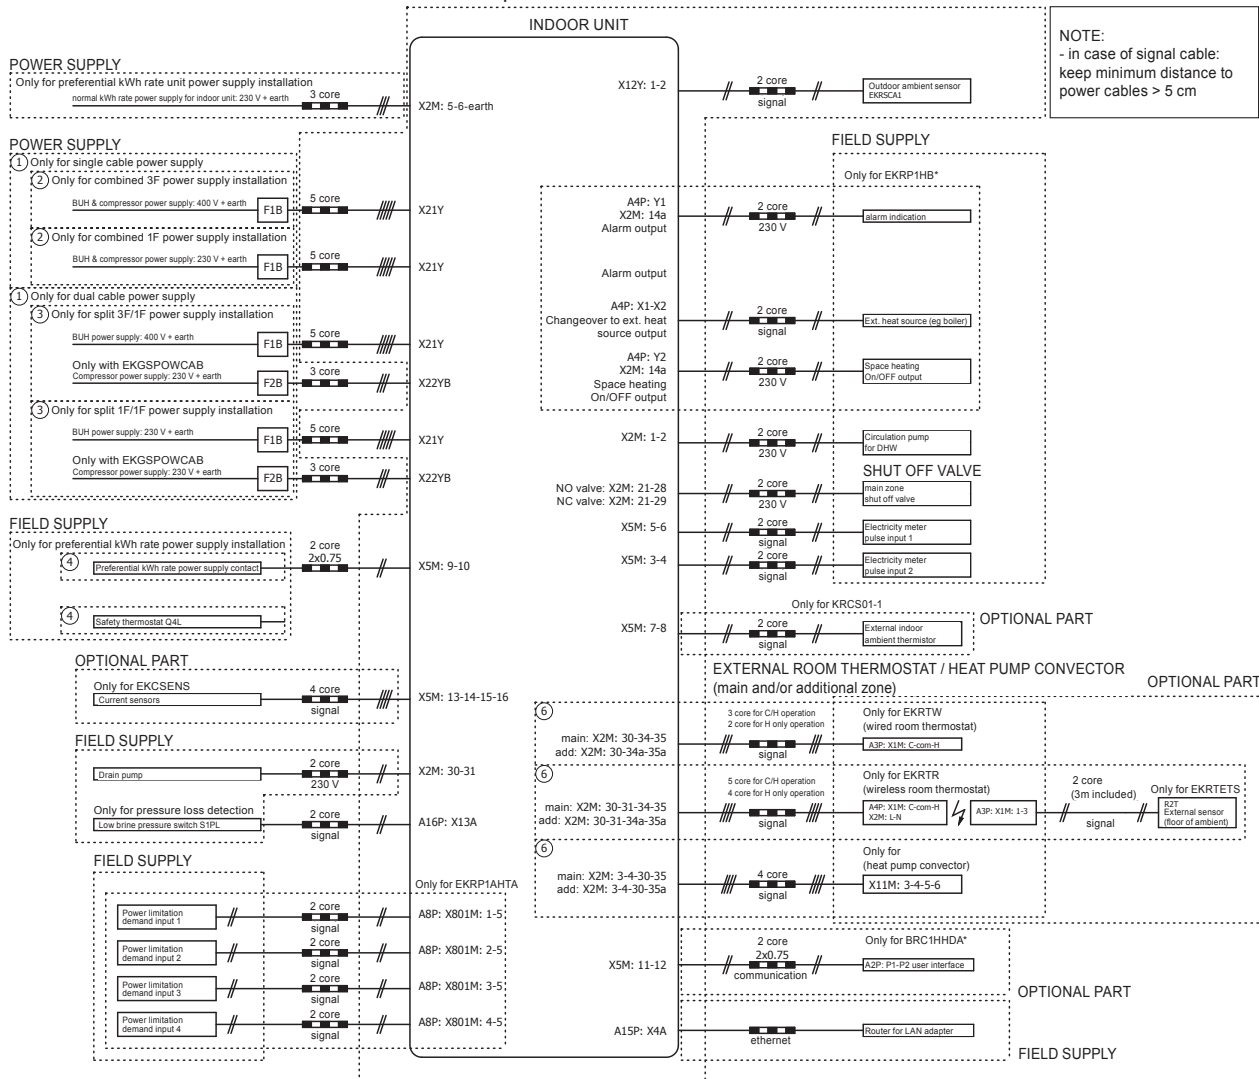 INDOOR UNIT
NOTE:
- in case of signal cable:
keep minimum distance to
power cables > 5 cm
POWER SUPPLY
Only for preferential kWh rate unit power supply installation
normal kWh rate power supply for indoor unit: 230 V + earth
3 core
X2M: 5-6-earth
POWER SUPPLY
1 Only for single cable power supply
2 Only for combined 3F power supply installation
BUH & compressor power supply: 400 V + earth
F1B
5 core
X21Y
2 Only for combined 1F power supply installation
BUH & compressor power supply: 230 V + earth
F1B
5 core
X21Y
1 Only for dual cable power supply
3 Only for split 3F/1F power supply installation
BUH power supply: 400 V + earth
F1B
5 core
X21Y
Only with EKGSPOWCAB
Compressor power supply: 230 V + earth
F2B
3 core
X22YB
3 Only for split 1F/1F power supply installation
BUH power supply: 230 V + earth
F1B
5 core
X21Y
Only with EKGSPOWCAB
Compressor power supply: 230 V + earth
F2B
3 core
X22YB
FIELD SUPPLY
Only for preferential kWh rate power supply installation
4
Preferential kWh rate power supply contact
2 core
2x0.75
X5M: 9-10
4
Safety thermostat Q4L
OPTIONAL PART
Only for EKCSENS
Current sensors
4 core
signal
X5M: 13-14-15-16
FIELD SUPPLY
Drain pump
2 core
230 V
X2M: 30-31
Only for pressure loss detection
Low brine pressure switch S1PL
2 core
signal
A16P: X13A
FIELD SUPPLY
Only for EKRP1AHTA
Power limitation
demand input 1
2 core
signal
A8P: X801M: 1-5
Power limitation
demand input 2
2 core
signal
A8P: X801M: 2-5
Power limitation
demand input 3
2 core
signal
A8P: X801M: 3-5
Power limitation
demand input 4
2 core
signal
A8P: X801M: 4-5
X12Y: 1-2
2 core
signal
Outdoor ambient sensor
EKRSCA1
FIELD SUPPLY
Only for EKRP1HB*
A4P: Y1
X2M: 14a
Alarm output
2 core
230 V
alarm indication
Alarm output
A4P: X1-X2
Changeover to ext. heat
source output
2 core
signal
Ext. heat source (eg boiler)
A4P: Y2
X2M: 14a
Space heating
On/OFF output
2 core
230 V
Space heating
On/OFF output
X2M: 1-2
2 core
230 V
Circulation pump
for DHW
SHUT OFF VALVE
NO valve: X2M: 21-28
NC valve: X2M: 21-29
2 core
230 V
main zone
shut off valve
X5M: 5-6
2 core
signal
Electricity meter
pulse input 1
X5M: 3-4
2 core
signal
Electricity meter
pulse input 2
Only for KRCS01-1
X5M: 7-8
2 core
signal
External indoor
ambient thermistor
OPTIONAL PART
EXTERNAL ROOM THERMOSTAT / HEAT PUMP CONVECTOR
(main and/or additional zone)
OPTIONAL PART
6
main: X2M: 30-34-35
add: X2M: 30-34a-35a
3 core for C/H operation
2 core for H only operation
signal
Only for EKRTW
(wired room thermostat)
A3P: X1M: C-com-H
6
main: X2M: 30-31-34-35
add: X2M: 30-31-34a-35a
5 core for C/H operation
4 core for H only operation
signal
Only for EKRTR
(wireless room thermostat)
A4P: X1M: C-com-H
X2M: L-N
A3P: X1M: 1-3
2 core
(3m included)
signal
Only for EKRTETS
R2T
External sensor
(floor of ambient)
6
main: X2M: 3-4-30-35
add: X2M: 3-4-30-35a
4 core
signal
Only for
(heat pump convector)
X11M: 3-4-5-6
X5M: 11-12
2 core
2x0.75
communication
Only for BRC1HHDA*
A2P: P1-P2 user interface
OPTIONAL PART
A15P: X4A
ethernet
Router for LAN adapter
FIELD SUPPLY